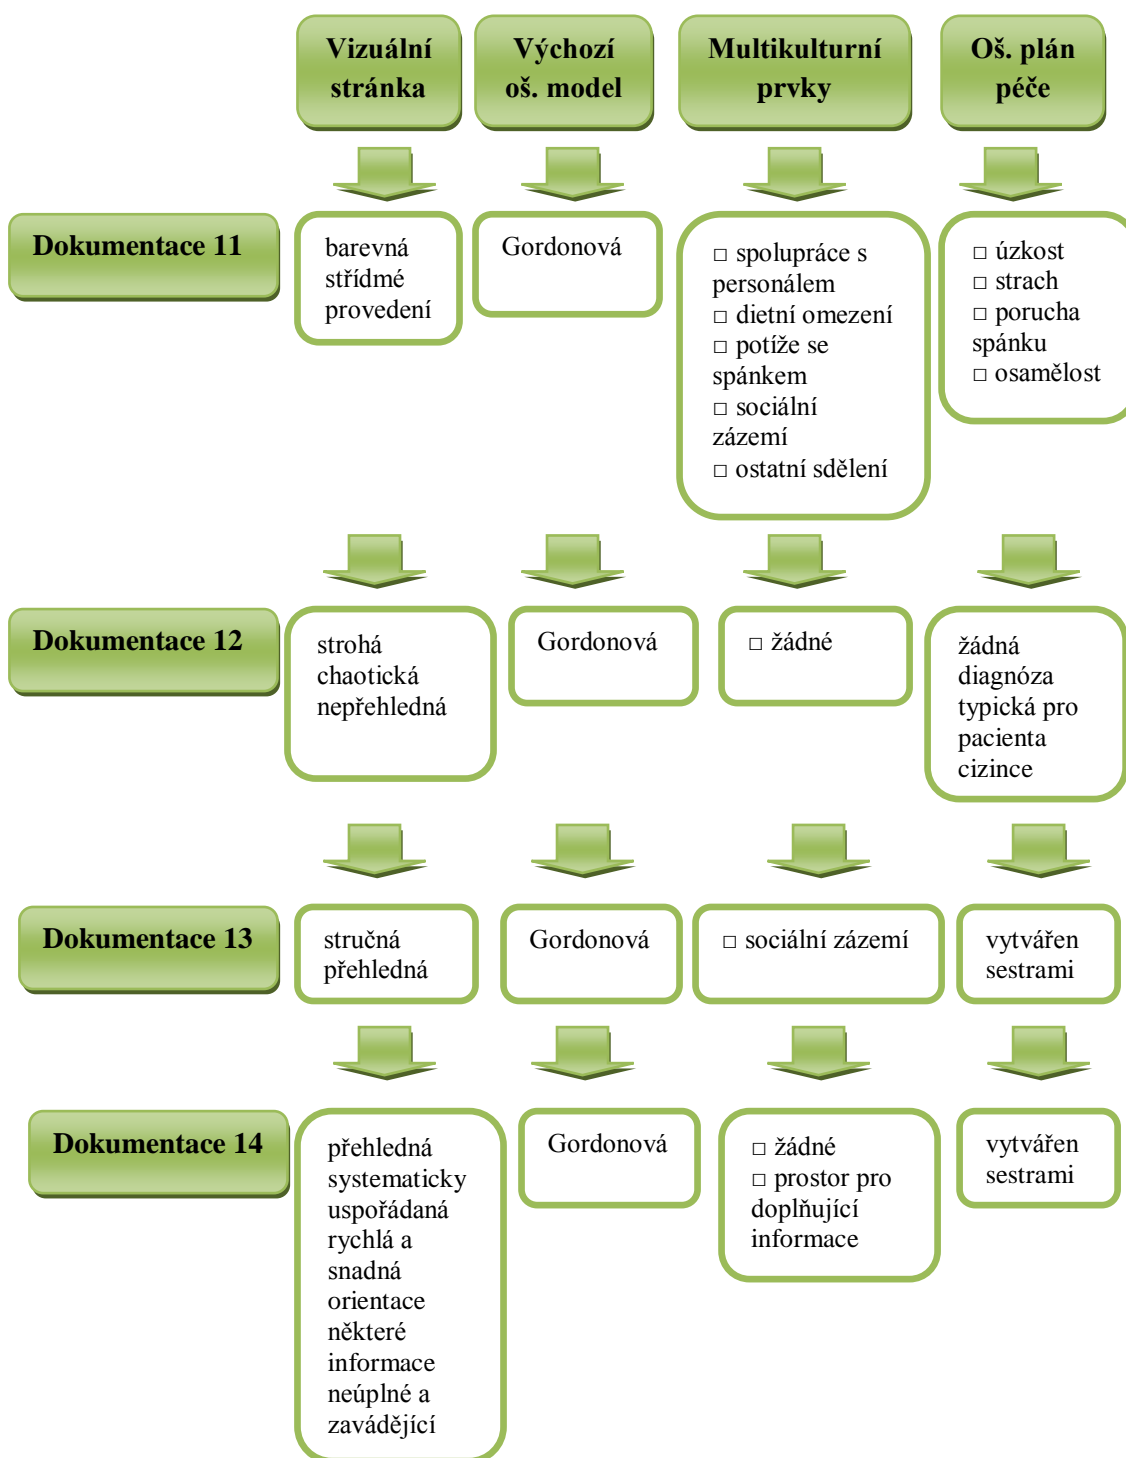 Vizuální
stránka
Výchozí
oš. model
Multikulturní
prvky
Oš. plán
péče
Dokumentace 11
barevná
střídmé
provedení
Gordonová
□ spolupráce s
personálem
□ dietní omezení
□ potíže se
spánkem
□ sociální
zázemí
□ ostatní sdělení
□ úzkost
□ strach
□ porucha
spánku
□ osamělost
Dokumentace 12
strohá
chaotická
nepřehledná
Gordonová
□ žádné
žádná
diagnóza
typická pro
pacienta
cizince
Dokumentace 13
stručná
přehledná
Gordonová
□ sociální zázemí
vytvářen
sestrami
Dokumentace 14
přehledná
systematicky
uspořádaná
rychlá a
snadná
orientace
některé
informace
neúplné a
zavádějící
Gordonová
□ žádné
□ prostor pro
doplňující
informace
vytvářen
sestrami